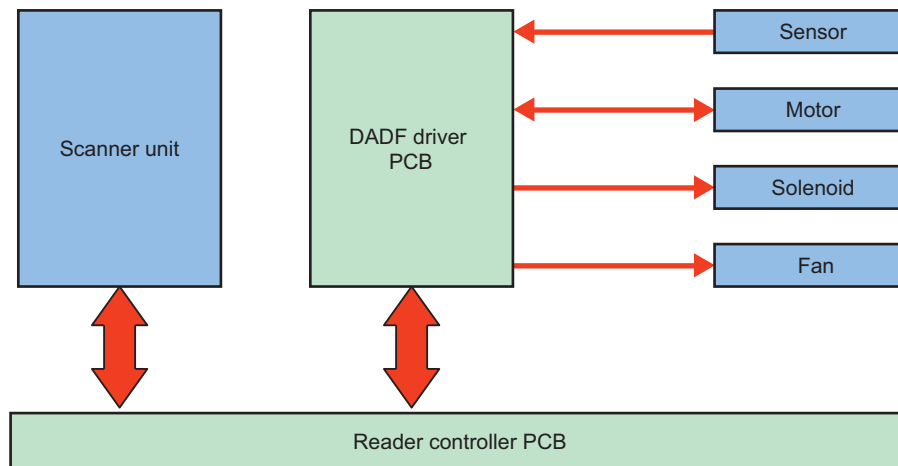 Scanner unit
DADF driver
PCB
Sensor
Motor
Solenoid
Fan
Reader controller PCB